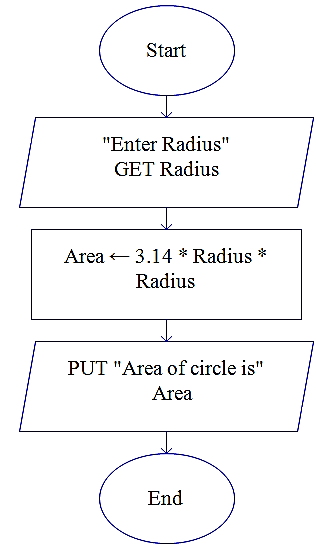 Start
"Enter Radius"
GET Radius
Area ← 3.14 * Radius *
Radius
PUT "Area of circle is"
Area
End